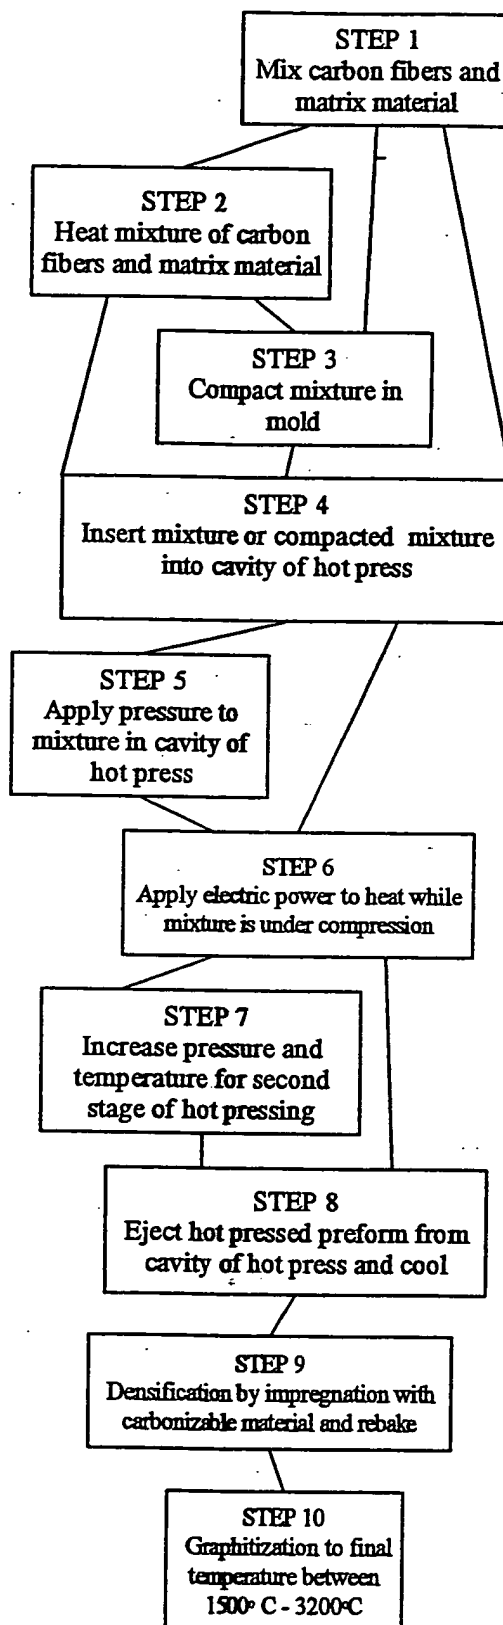 STEP 1
Mix carbon fibers and
matrix material
STEP 2
Heat mixture of carbon
fibers and matrix material
STEP 3
Compact mixture in
mold
STEP 4
Insert mixture or compacted mixture
into cavity of hot press
STEP 5
Apply pressure to
mixture in cavity of
hot press
STEP 6
Apply electric power to heat while
mixture is under compression
STEP 7
Increase pressure and
temperature for second
stage of hot pressing
STEP 8
Eject hot pressed preform from
cavity of hot press and cool
STEP 9
Densification by impregnation with
carbonizable material and rebake
STEP 10
Graphitization to final
temperature between
1500° C - 3200°C